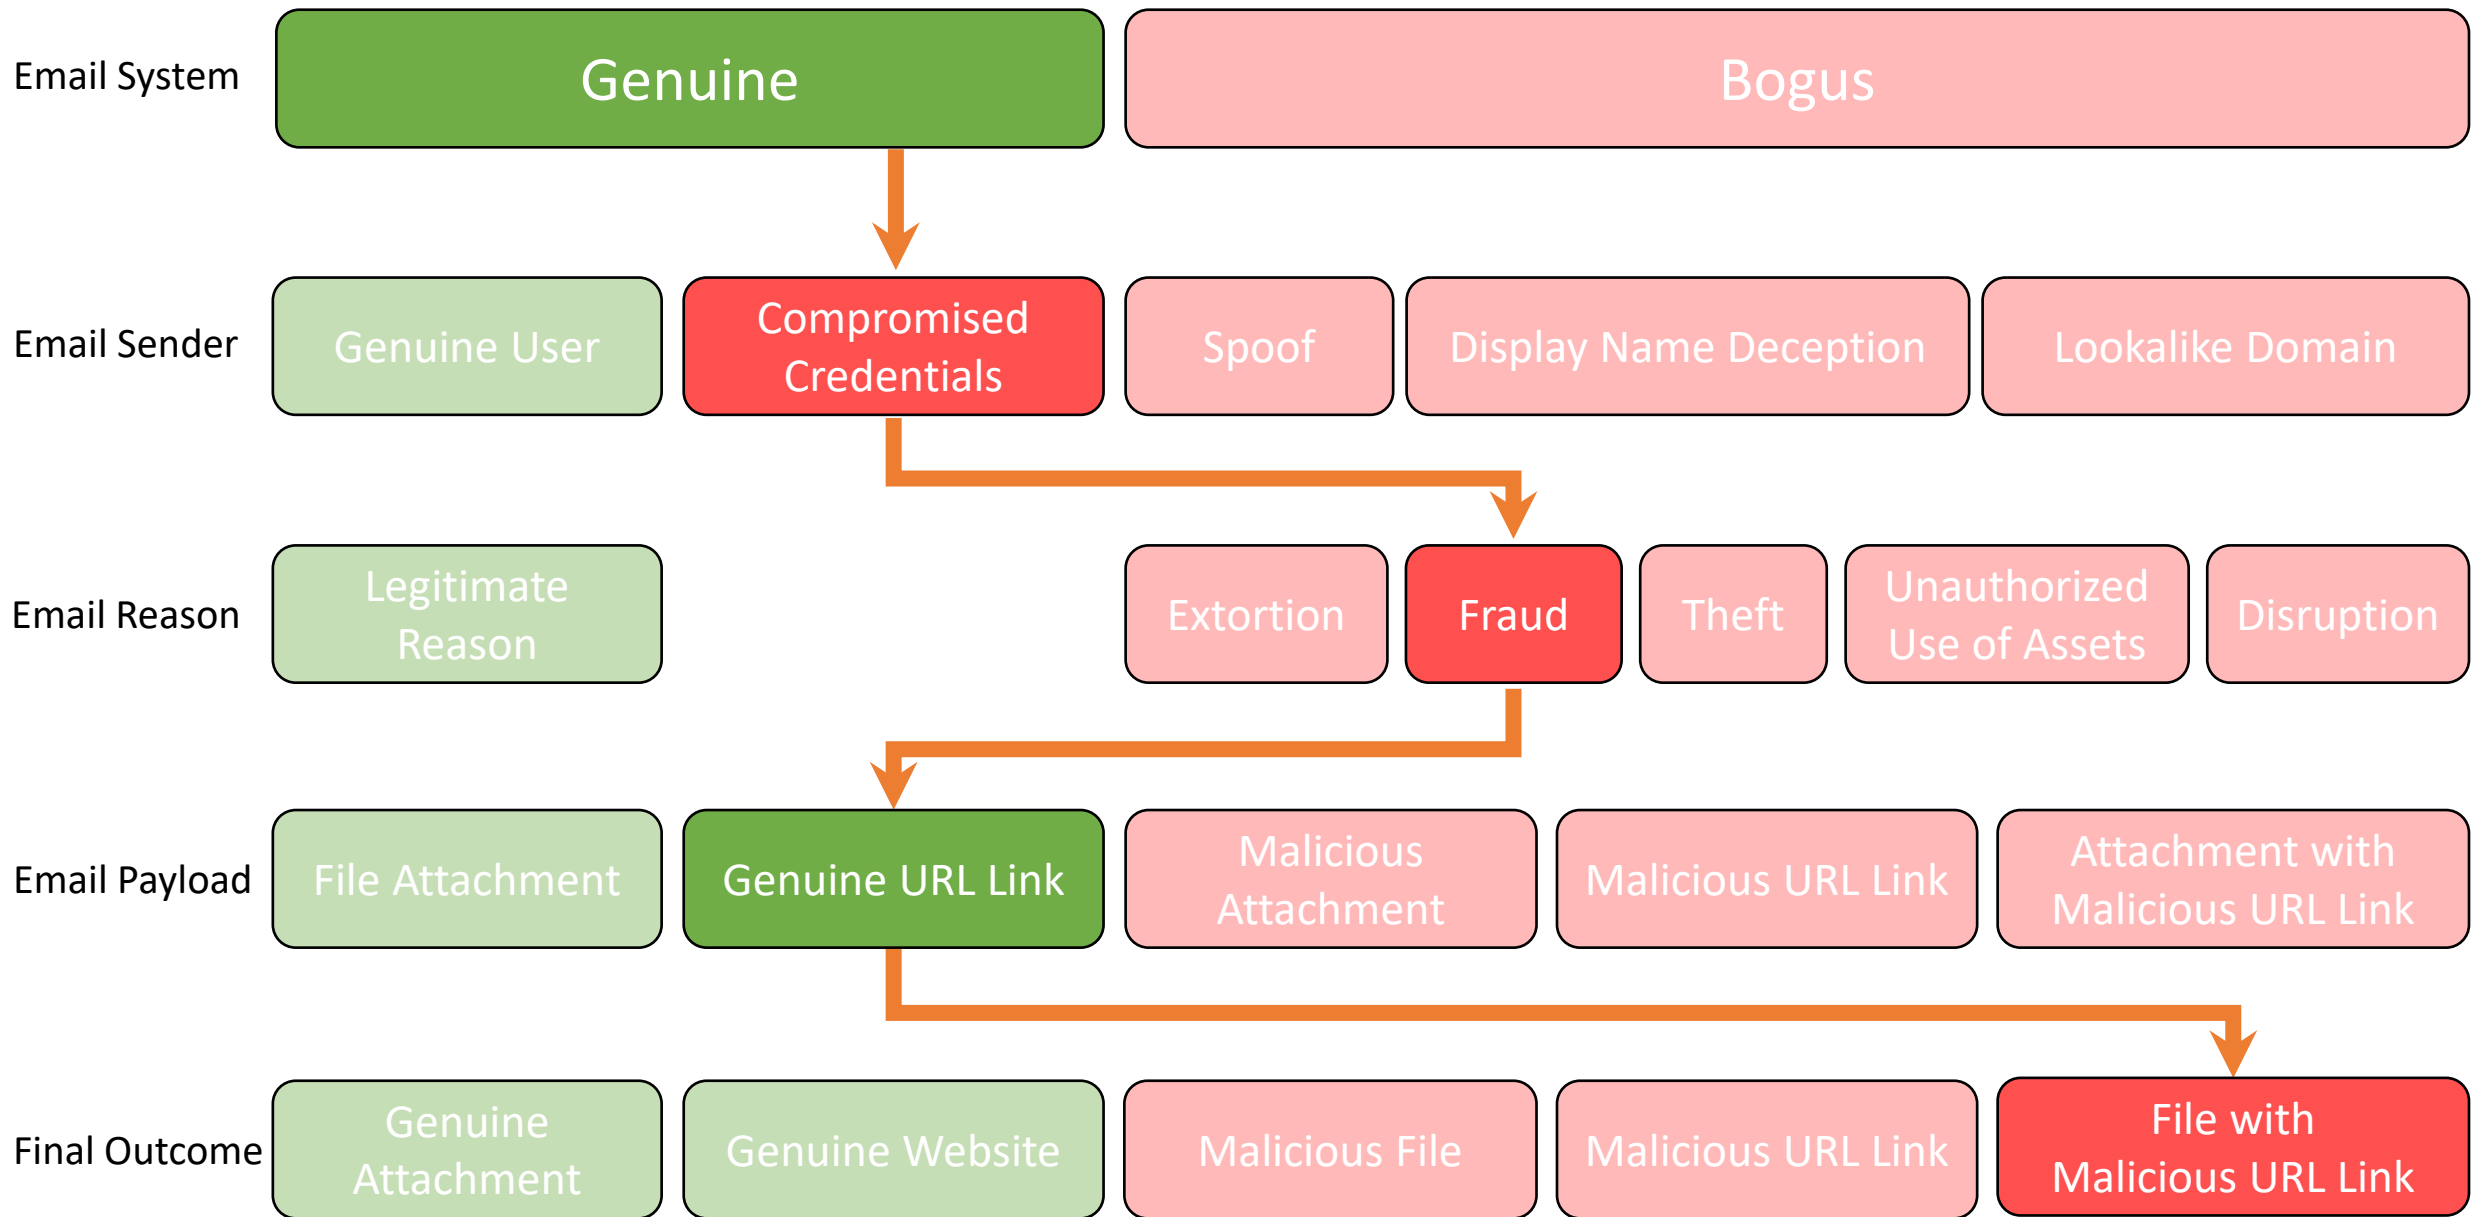 Email System
Genuine
Bogus
Email Sender
Genuine User
Compromised
Credentials
Spoof
Display Name Deception
Lookalike Domain
Email Reason
Legitimate
Reason
Extortion
Fraud
Theft
Unauthorized
Use of Assets
Disruption
Email Payload
File Attachment
Genuine URL Link
Malicious
Attachment
Malicious URL Link
Attachment with
Malicious URL Link
Final Outcome
Genuine
Attachment
Genuine Website
Malicious File
Malicious URL Link
File with
Malicious URL Link